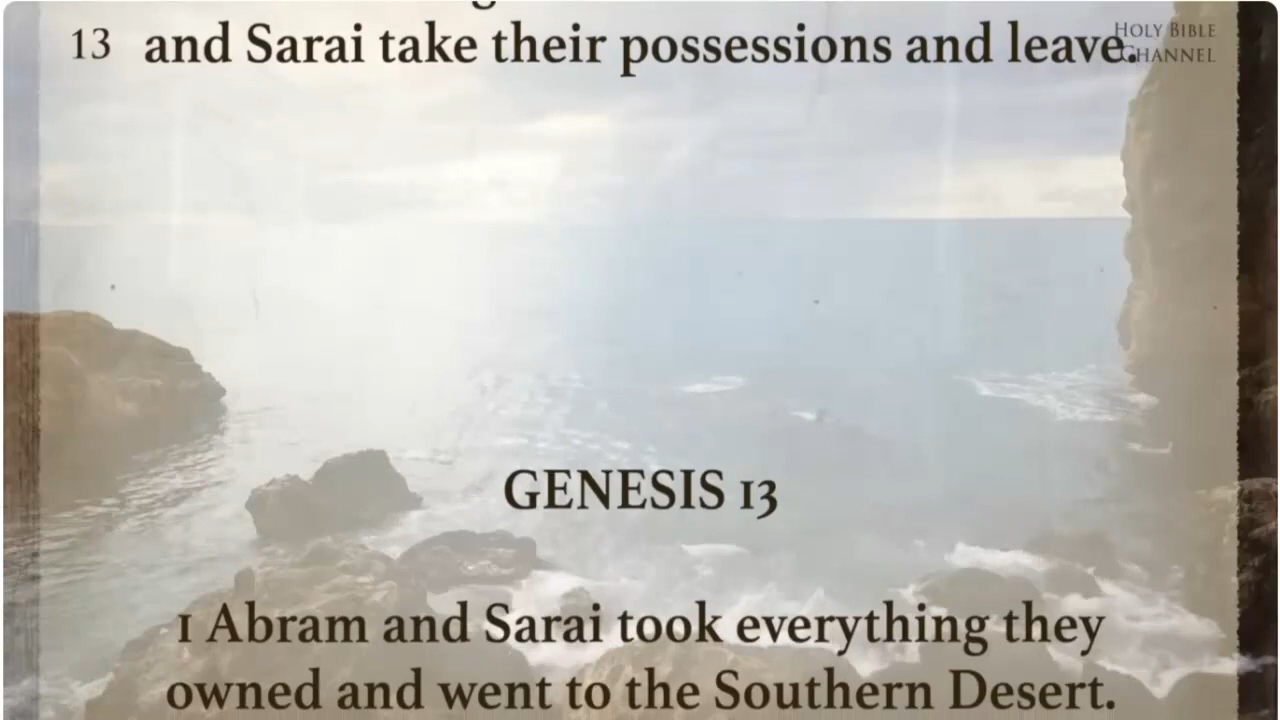 13 and Sarai take their possessions and leave.
HOLY BIBLE
CHANNEL
GENESIS 13
1 Abram and Sarai took everything they
owned and went to the Southern Desert.